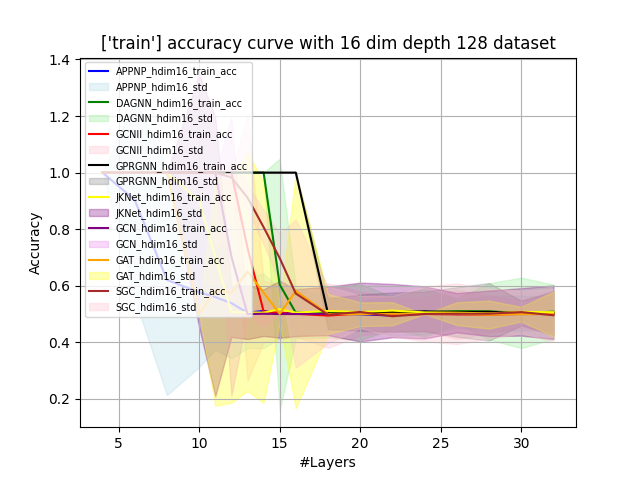 ['train'] accuracy curve with 16 dim depth 128 dataset
1.4
1.2
1.0
0.8
0.6
0.4
0.2
Accuracy
APPNP_hdim16_train_acc
APPNP_hdim16_std
DAGNN_hdim16_train_acc
DAGNN_hdim16_std
GCNII_hdim16_train_acc
GCNII_hdim16_std
GPRGNN_hdim16_train_acc
GPRGNN_hdim16_std
JKNet_hdim16_train_acc
JKNet_hdim16_std
GCN_hdim16_train_acc
GCN_hdim16_std
GAT_hdim16_train_acc
GAT_hdim16_std
SGC_hdim16_train_acc
SGC_hdim16_std
5 10 15 20 25 30
#Layers